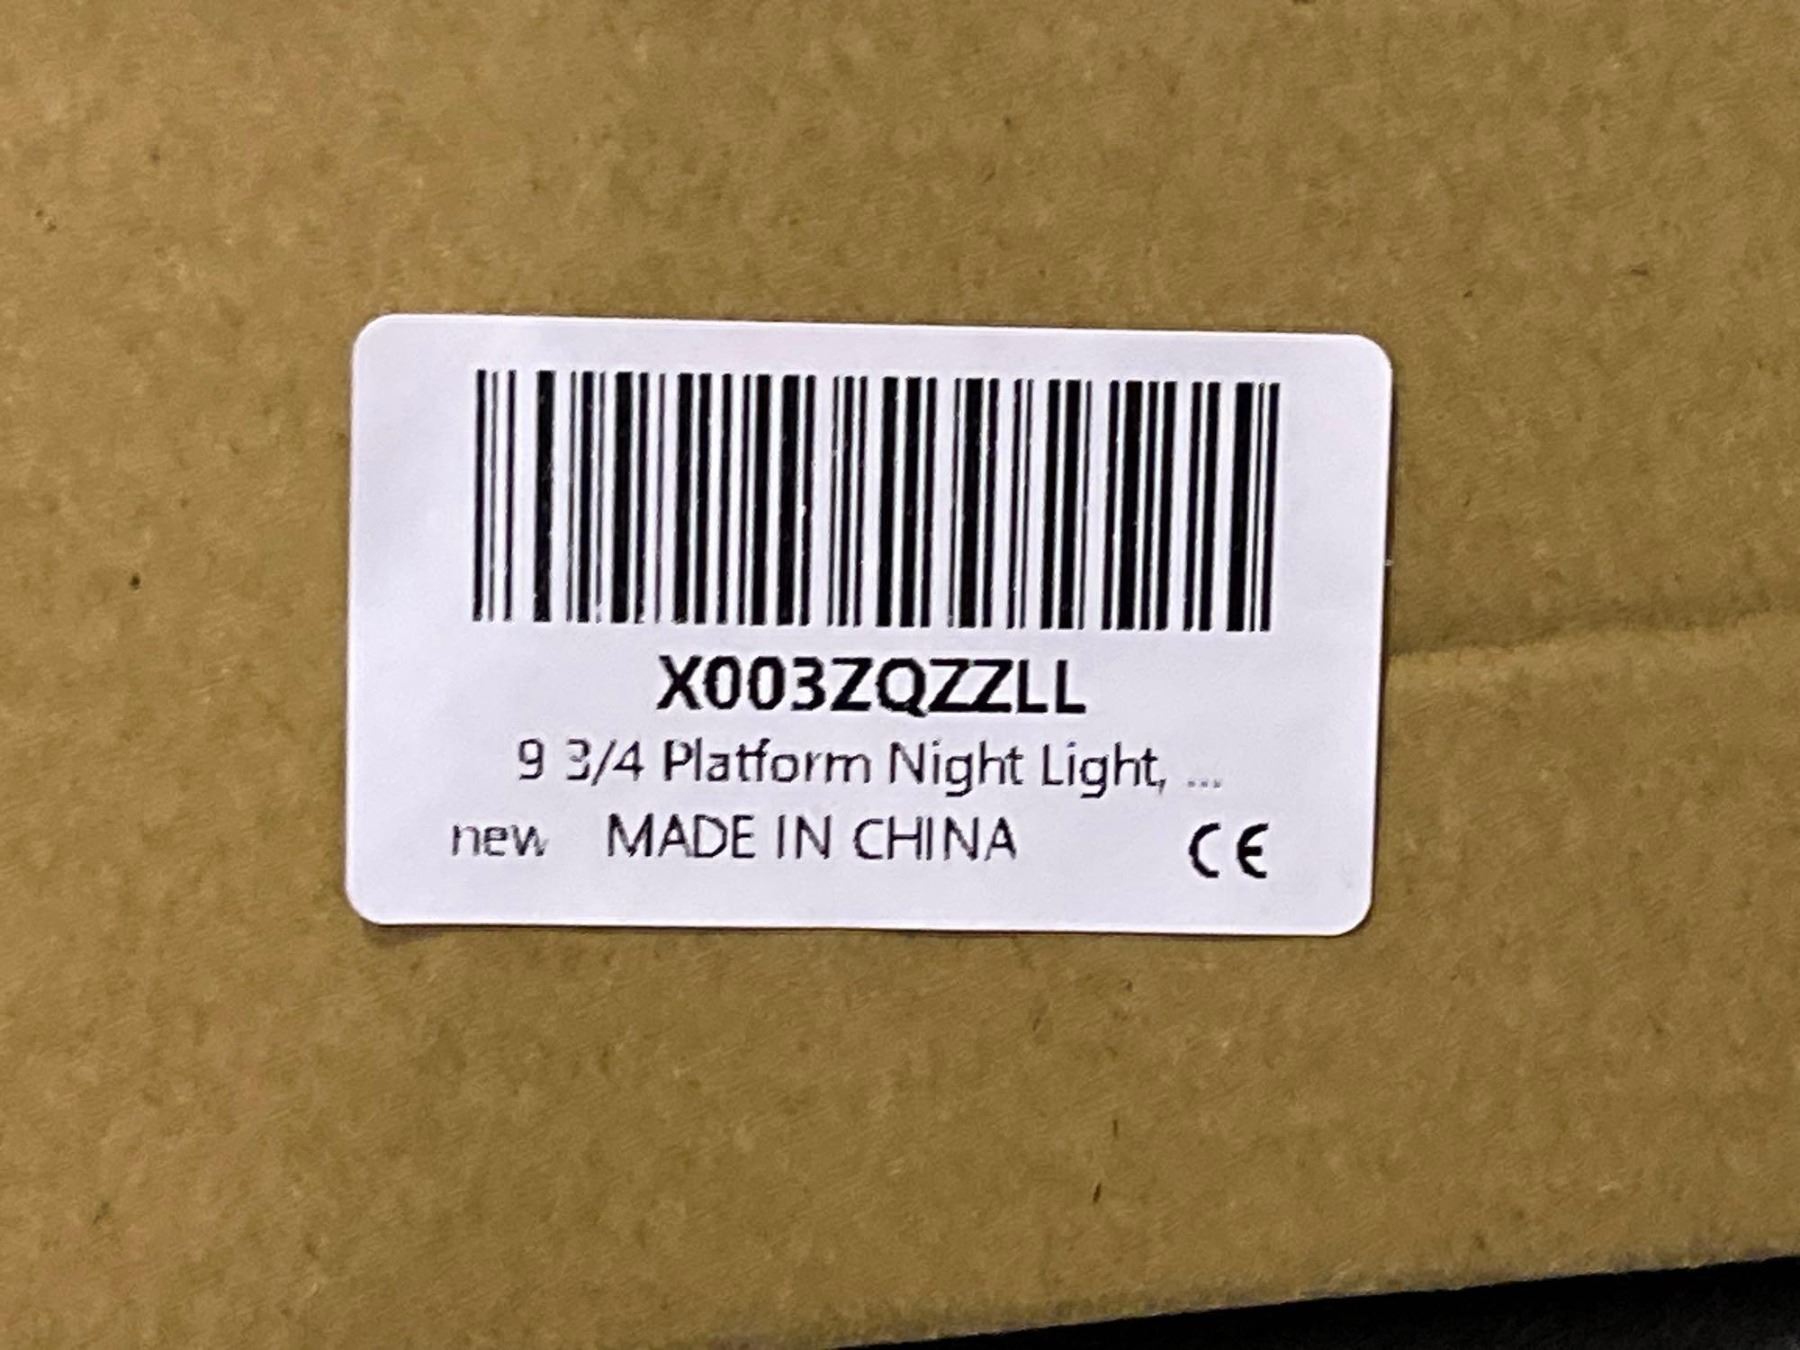 X003ZQZZLL
9 3/4 Platform Night Light, ...
new MADE IN CHINA CE